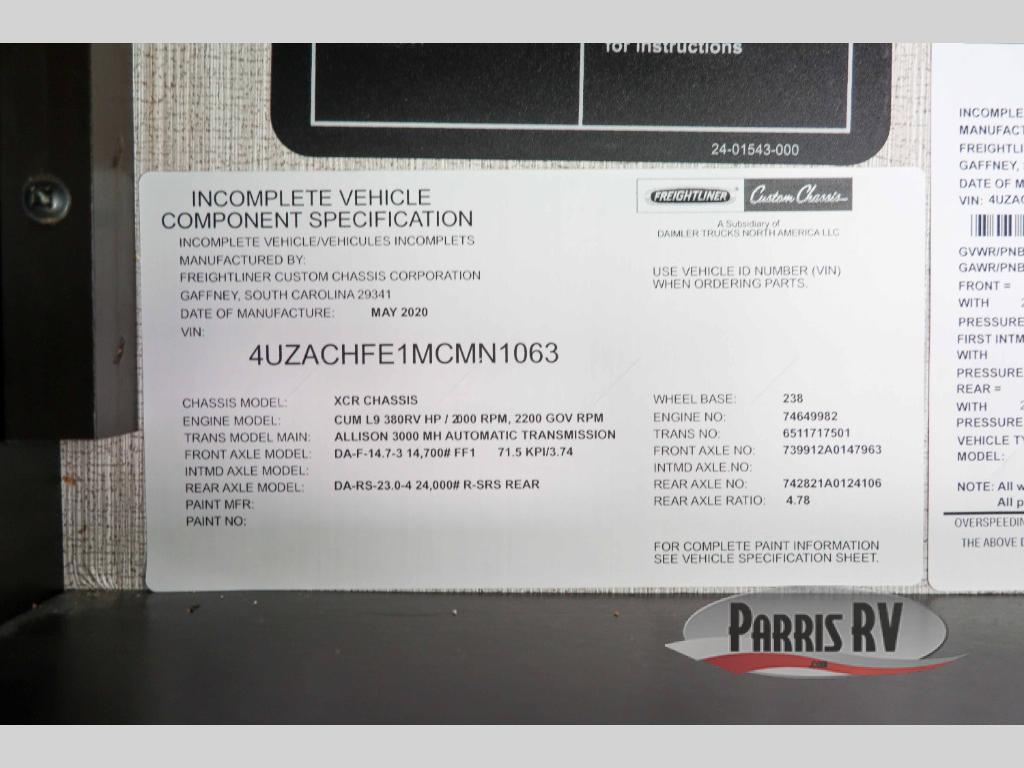 for Instructions
24-01543-000
INCOMPLETE VEHICLE
COMPONENT SPECIFICATION
INCOMPLETE VEHICLE/VEHICULES INCOMPLETS
MANUFACTURED BY:
FREIGHTLINER CUSTOM CHASSIS CORPORATION
GAFFNEY, SOUTH CAROLINA 29341
DATE OF MANUFACTURE: MAY 2020
VIN:
4UZACHFE1MCMN1063
FREIGHTLINER Custom Chassis
A Subsidiary of
DAIMLER TRUCKS NORTH AMERICA LLC
USE VEHICLE ID NUMBER (VIN)
WHEN ORDERING PARTS.
CHASSIS MODEL: XCR CHASSIS
ENGINE MODEL: CUM L9 380RV HP / 2000 RPM, 2200 GOV RPM
TRANS MODEL MAIN: ALLISON 3000 MH AUTOMATIC TRANSMISSION
FRONT AXLE MODEL: DA-F-14.7-3 14,700# FF1 71.5 KPI/3.74
INTMD AXLE MODEL:
REAR AXLE MODEL: DA-RS-23.0-4 24,000# R-SRS REAR
PAINT MFR:
PAINT NO:
WHEEL BASE: 238
ENGINE NO: 74649982
TRANS NO: 6511717501
FRONT AXLE NO: 739912A0147963
INTMD AXLE.NO:
REAR AXLE NO: 742821A0124106
REAR AXLE RATIO: 4.78
FOR COMPLETE PAINT INFORMATION
SEE VEHICLE SPECIFICATION SHEET.
INCOMPLE
MANUFACT
FREIGHTLI
GAFFNEY,
DATE OF M
VIN: 4UZAC
GVWR/PNB
GAWR/PNB
FRONT =
WITH 2
PRESSURE
FIRST INTM
WITH
PRESSURE
REAR =
WITH 2
PRESSURE
VEHICLE TY
MODEL:
NOTE: All w
All p
OVERSPEEDIN
THE ABOVE D
PARRIS RV
.com